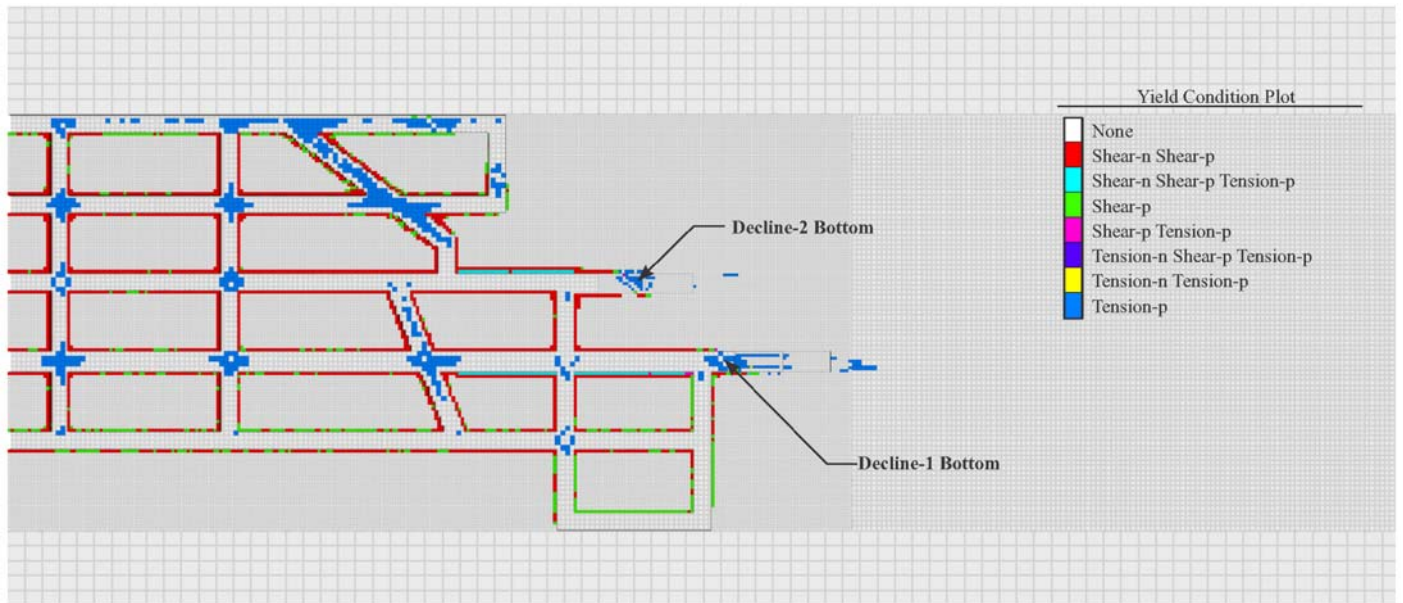 Yield Condition Plot
None
Shear-n Shear-p
Shear-n Shear-p Tension-p
Shear-p
Shear-p Tension-p
Tension-n Shear-p Tension-p
Tension-n Tension-p
Tension-p
Decline-2 Bottom
Decline-1 Bottom